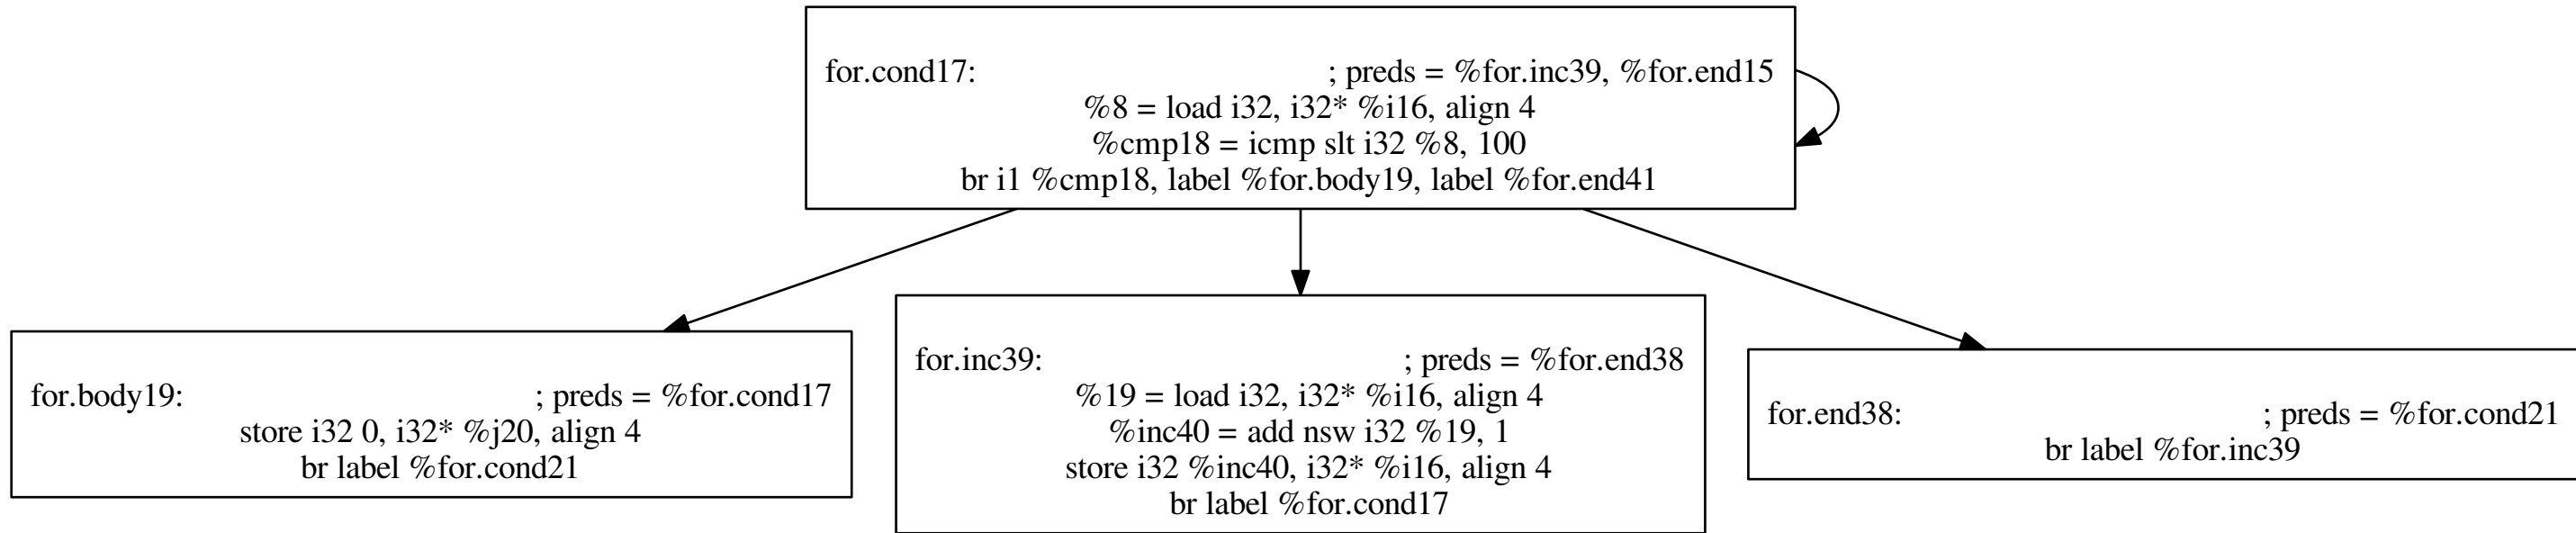 for.cond17: ; preds = %for.inc39, %for.end15
%8 = load i32, i32* %i16, align 4
%cmp18 = icmp slt i32 %8, 100
br i1 %cmp18, label %for.body19, label %for.end41
for.body19: ; preds = %for.cond17
store i32 0, i32* %j20, align 4
br label %for.cond21
for.inc39: ; preds = %for.end38
%19 = load i32, i32* %i16, align 4
%inc40 = add nsw i32 %19, 1
store i32 %inc40, i32* %i16, align 4
br label %for.cond17
for.end38: ; preds = %for.cond21
br label %for.inc39